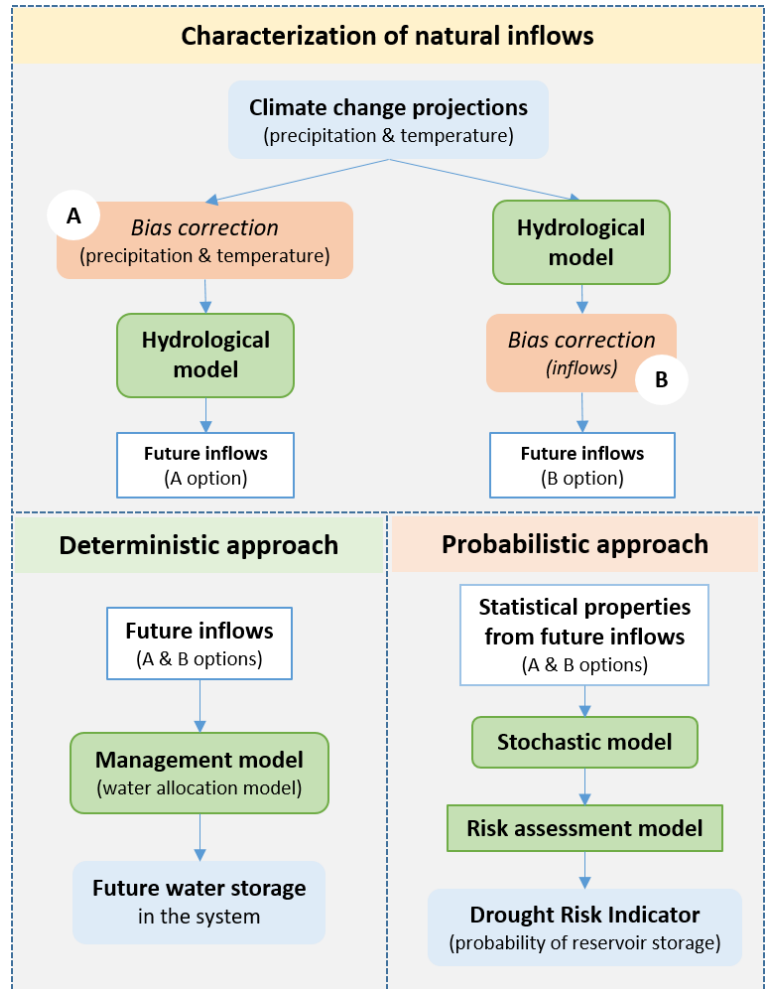 Characterization of natural inflows
Climate change projections
(precipitation & temperature)
A
Bias correction
(precipitation & temperature)
Hydrological
model
Future inflows
(A option)
Hydrological
model
Bias correction
(inflows)
B
Future inflows
(B option)
Deterministic approach
Future inflows
(A & B options)
Management model
(water allocation model)
Future water storage
in the system
Probabilistic approach
Statistical properties
from future inflows
(A & B options)
Stochastic model
Risk assessment model
Drought Risk Indicator
(probability of reservoir storage)